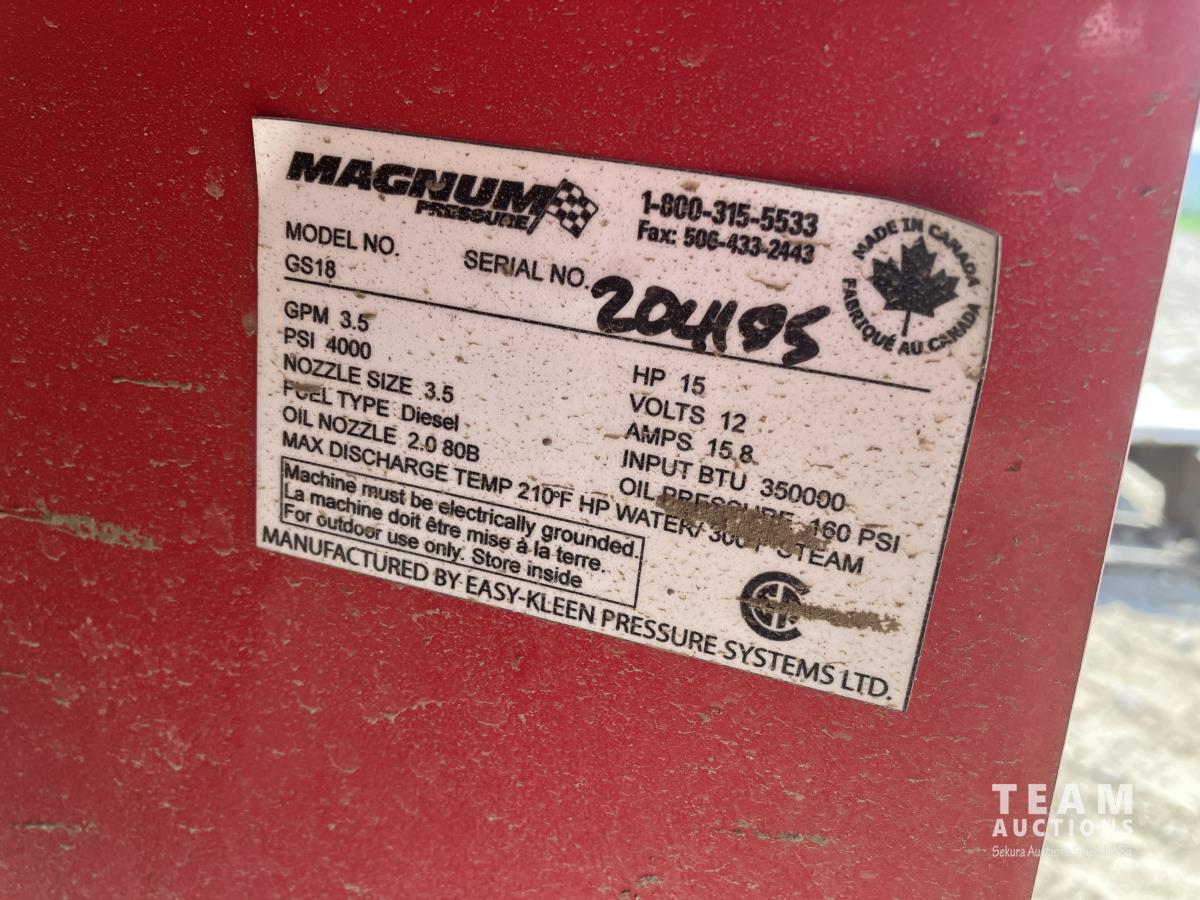 MAGNUM
PRESSURE
1-800-315-5533
Fax: 506-433-2443
MADE IN CANADA
FABRIQUÉ AU CANADA
MODEL NO.
GS18
SERIAL NO.
GPM 3.5
PSI 4000
NOZZLE SIZE 3.5
FUEL TYPE Diesel
OIL NOZZLE 2.0 80B
HP 15
VOLTS 12
AMPS 15.8
INPUT BTU 350000
OIL PRESSURE 160 PSI
MAX DISCHARGE TEMP 210°F HP WATER/ STEAM
Machine must be electrically grounded.
La machine doit être mise à la terre.
For outdoor use only. Store inside
MANUFACTURED BY EASY-KLEEN PRESSURE SYSTEMS LTD.
TEAM
AUCTIONS